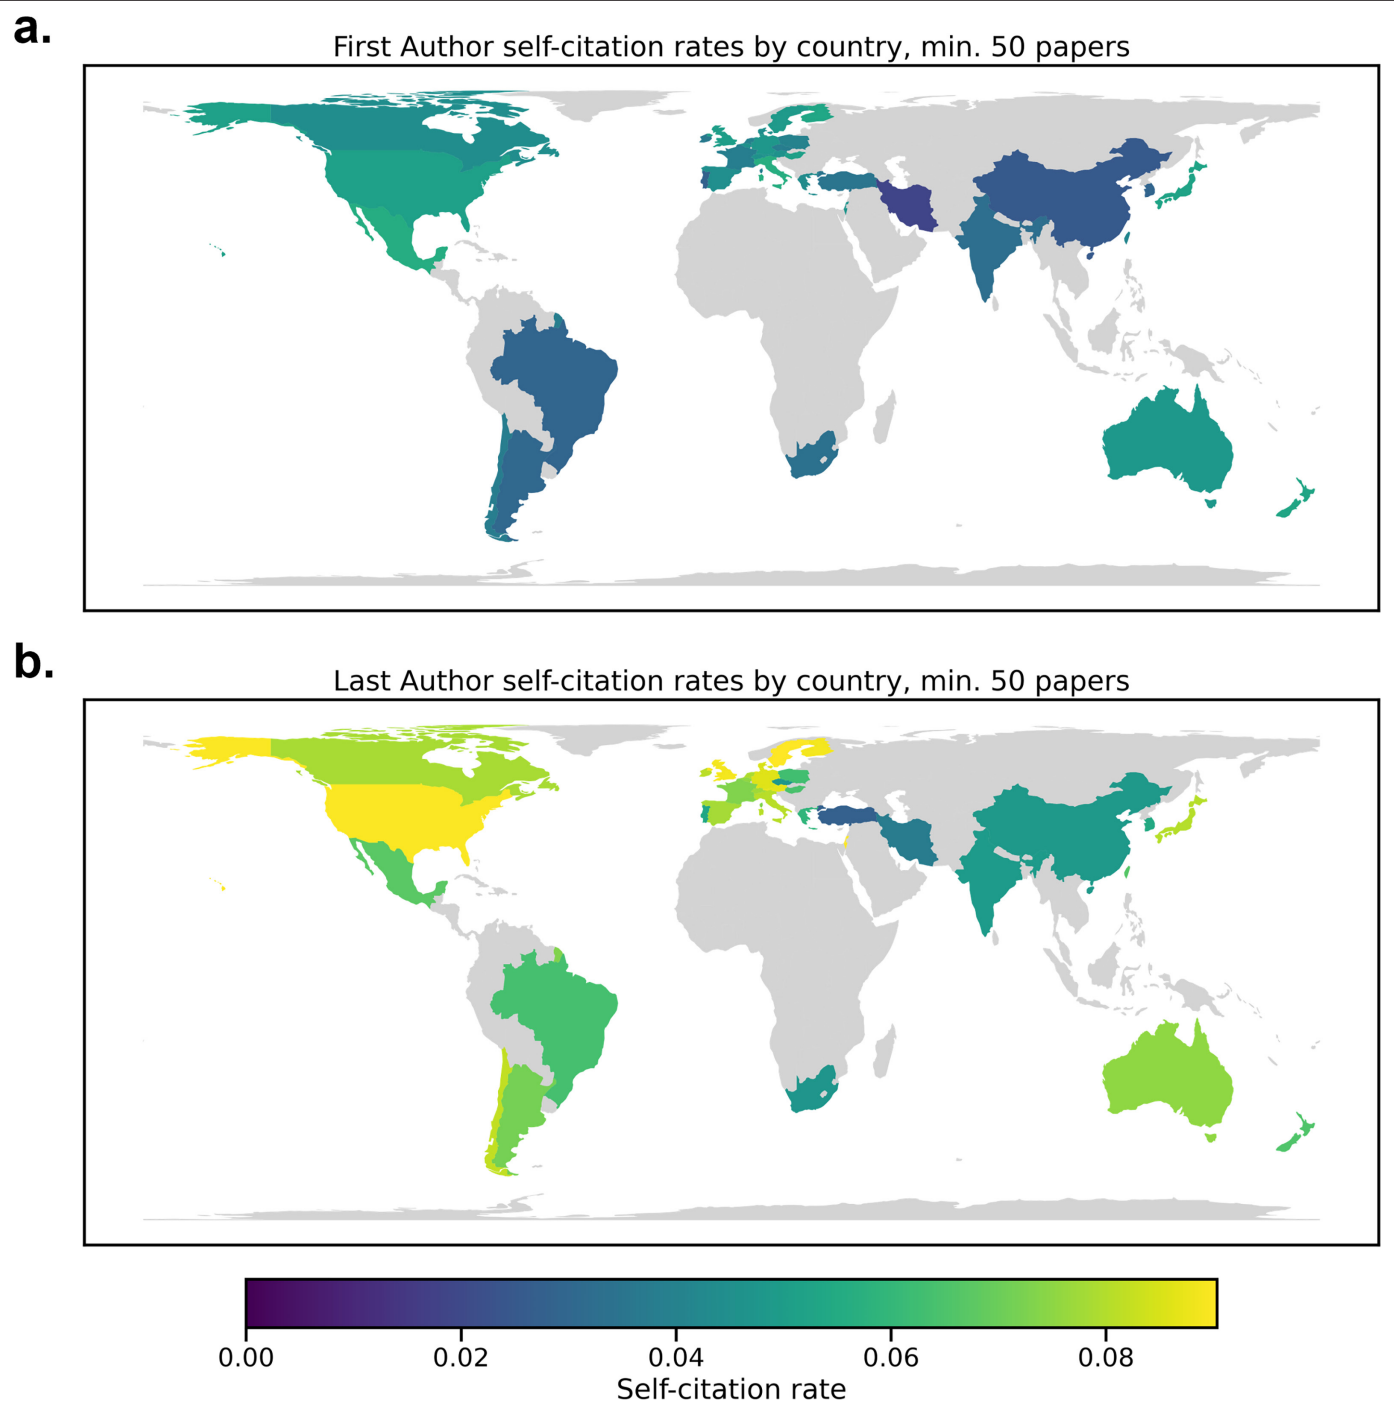 a.
First Author self-citation rates by country, min. 50 papers
b.
Last Author self-citation rates by country, min. 50 papers
0.00 0.02 0.04 0.06 0.08
Self-citation rate